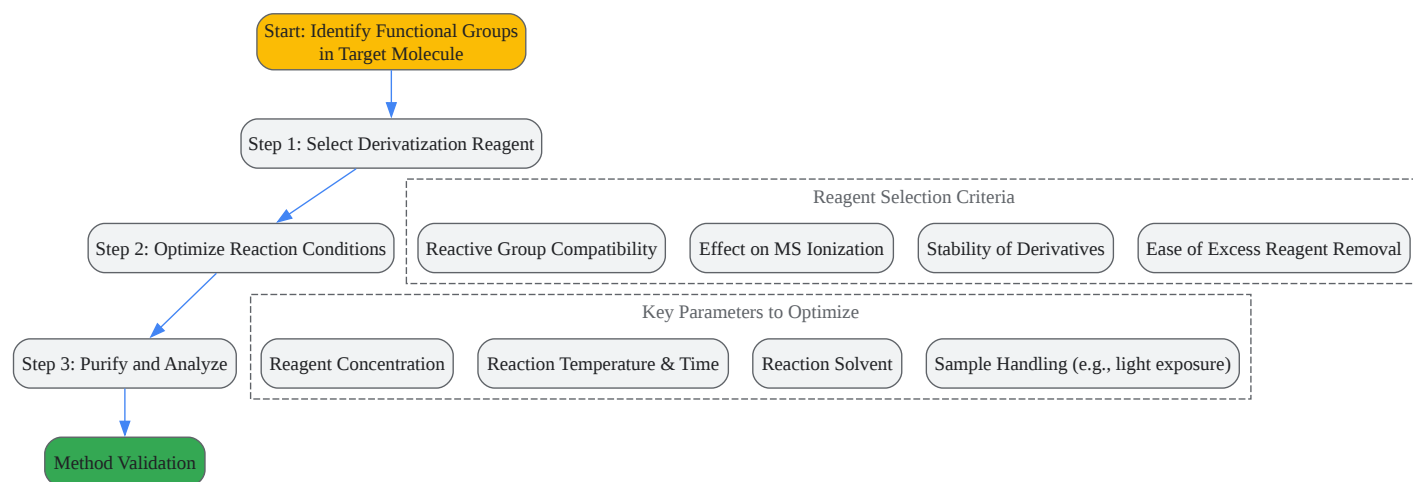 Start: Identify Functional Groups
in Target Molecule
Step 1: Select Derivatization Reagent
Reagent Selection Criteria
Step 2: Optimize Reaction Conditions
Reactive Group Compatibility
Effect on MS Ionization
Stability of Derivatives
Ease of Excess Reagent Removal
Key Parameters to Optimize
Step 3: Purify and Analyze
Reagent Concentration
Reaction Temperature & Time
Reaction Solvent
Sample Handling (e.g., light exposure)
Method Validation